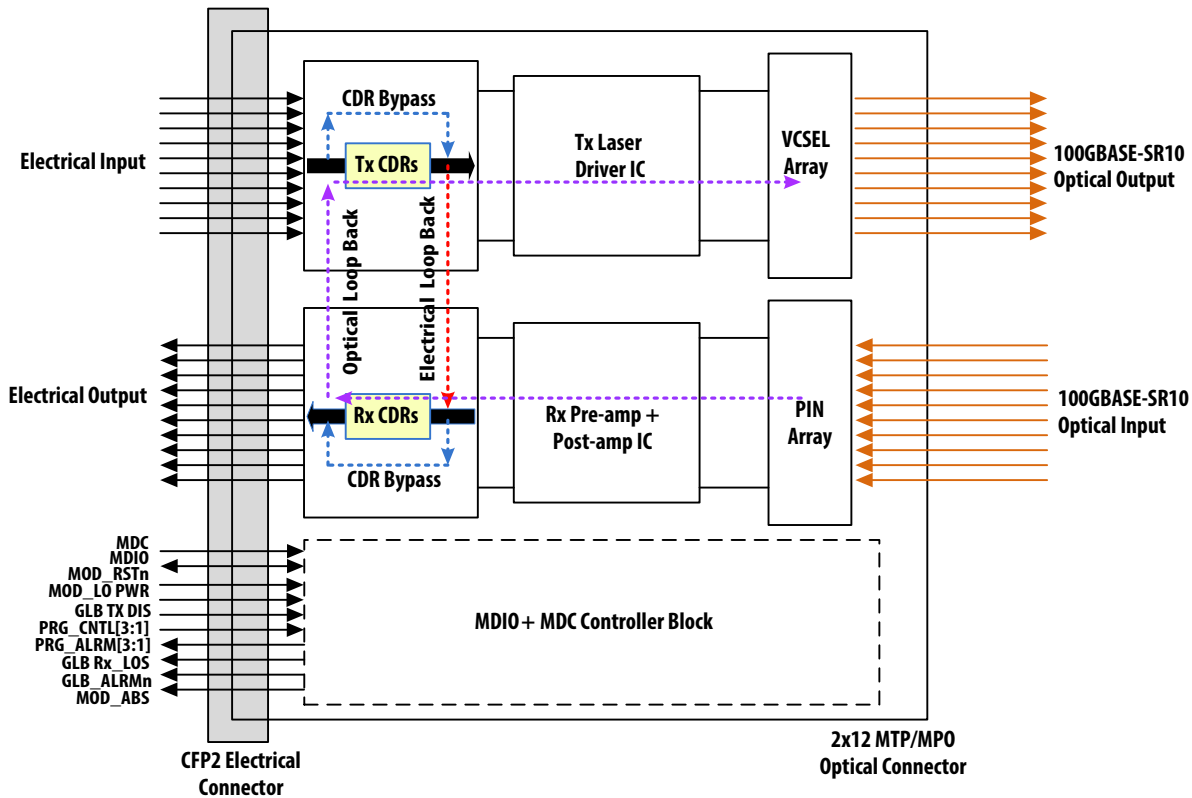 CDR Bypass
Tx CDRs
Tx Laser
Driver IC
VCSEL
Array
Electrical Input
100GBASE-SR10
Optical Output
Optical Loop Back
Electrical Loop Back
Electrical Output
Rx CDRs
CDR Bypass
Rx Pre-amp +
Post-amp IC
PIN
Array
100GBASE-SR10
Optical Input
MDC
MDIO
MOD_RSTn
MOD_LO PWR
GLB TX DIS
PRG_CNTL[3:1]
PRG_ALRM[3:1]
GLB Rx_LOS
GLB_ALRMn
MOD_ABS
MDIO + MDC Controller Block
CFP2 Electrical
Connector
2x12 MTP/MPO
Optical Connector